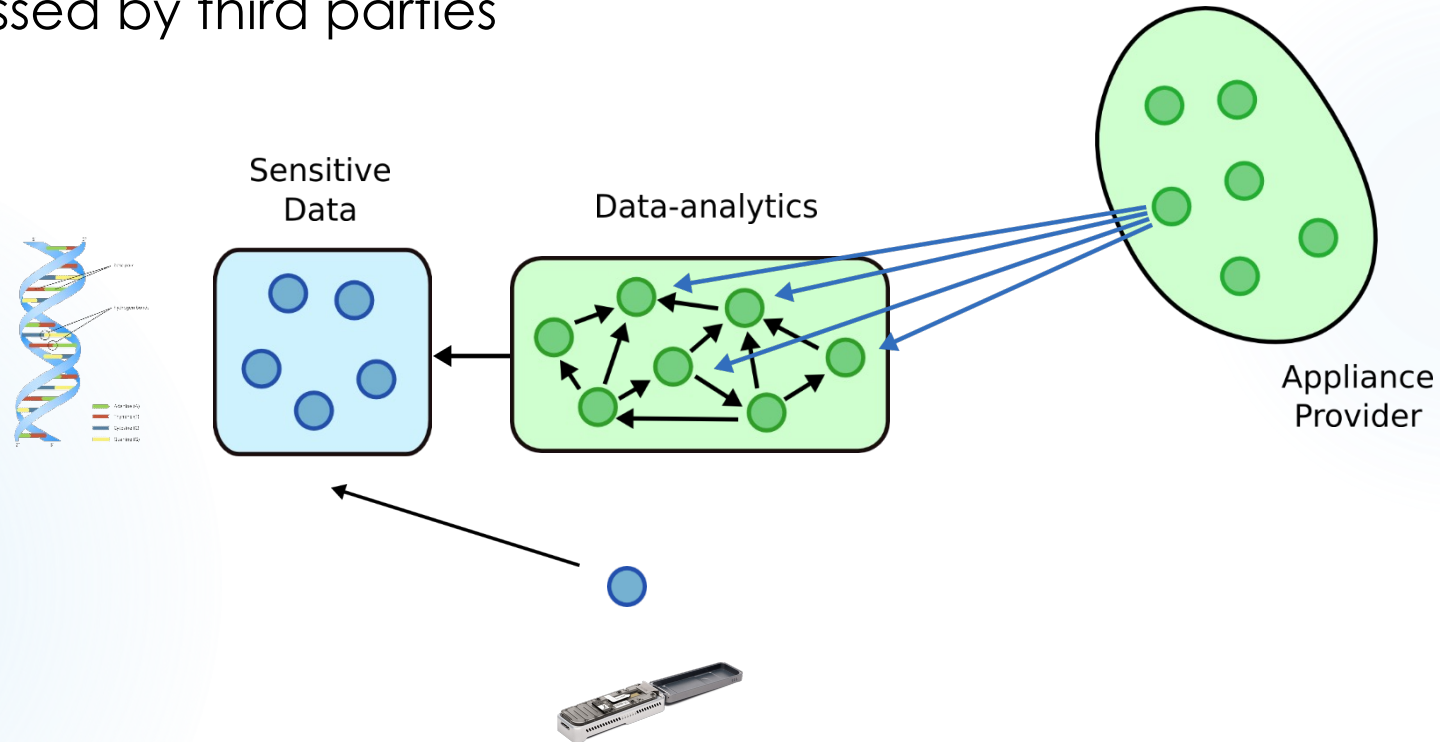 ssed by third parties
Sensitive
Data
Data-analytics
Appliance
Provider